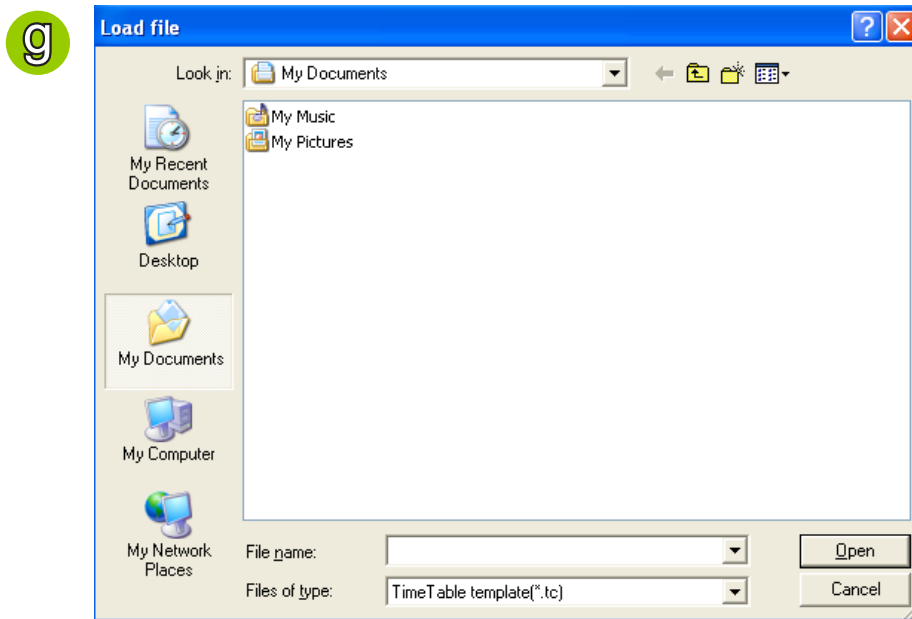 g
Load file
Look in:
My Documents
My Music
My Pictures
My Recent
Documents
Desktop
My Documents
My Computer
My Network
Places
File name:
Open
Files of type:
TimeTable template(*.tc)
Cancel